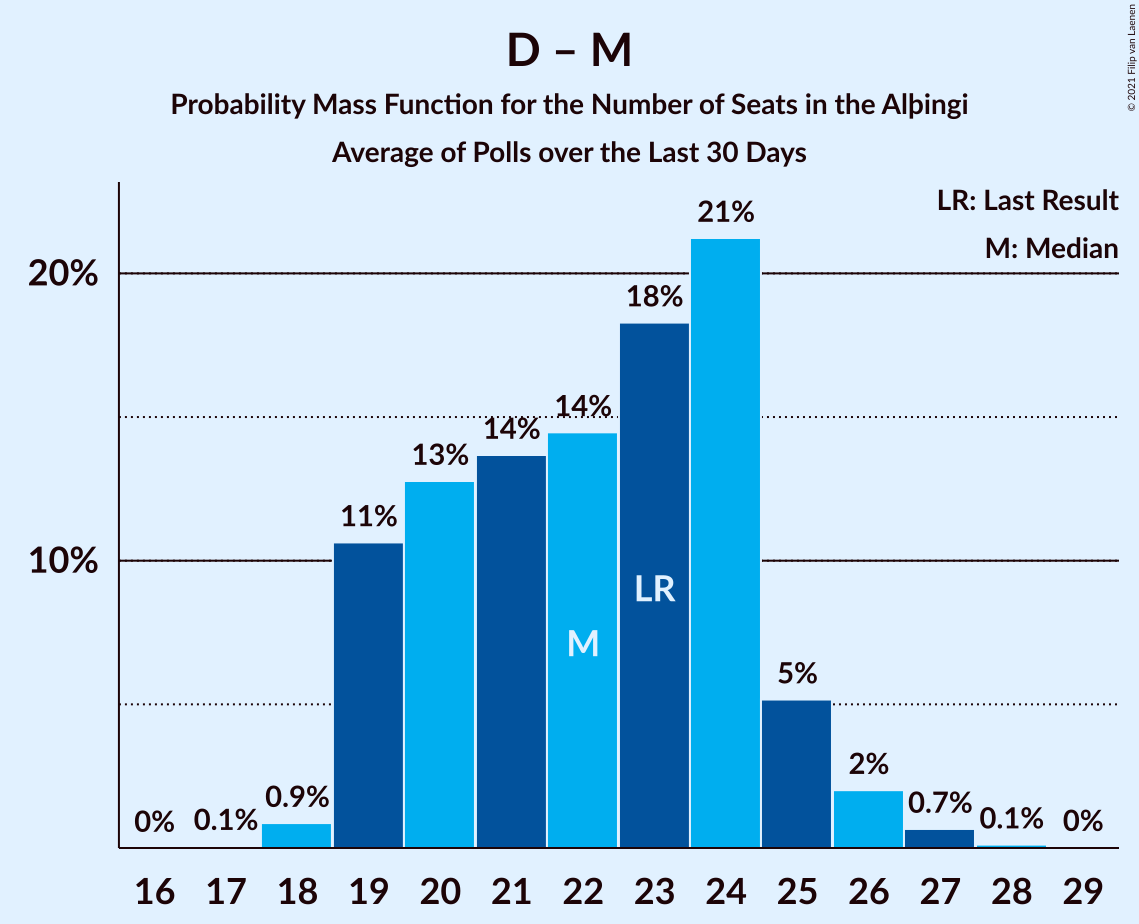 D – M
Probability Mass Function for the Number of Seats in the Alþingi
Average of Polls over the Last 30 Days
© 2021 Filip van Laenen
LR: Last Result
M: Median
20%
10%
0%
0.1%
0.9%
11%
13%
14%
14%
18%
21%
5%
2%
0.7%
0.1%
0%
M
LR
16 17 18 19 20 21 22 23 24 25 26 27 28 29